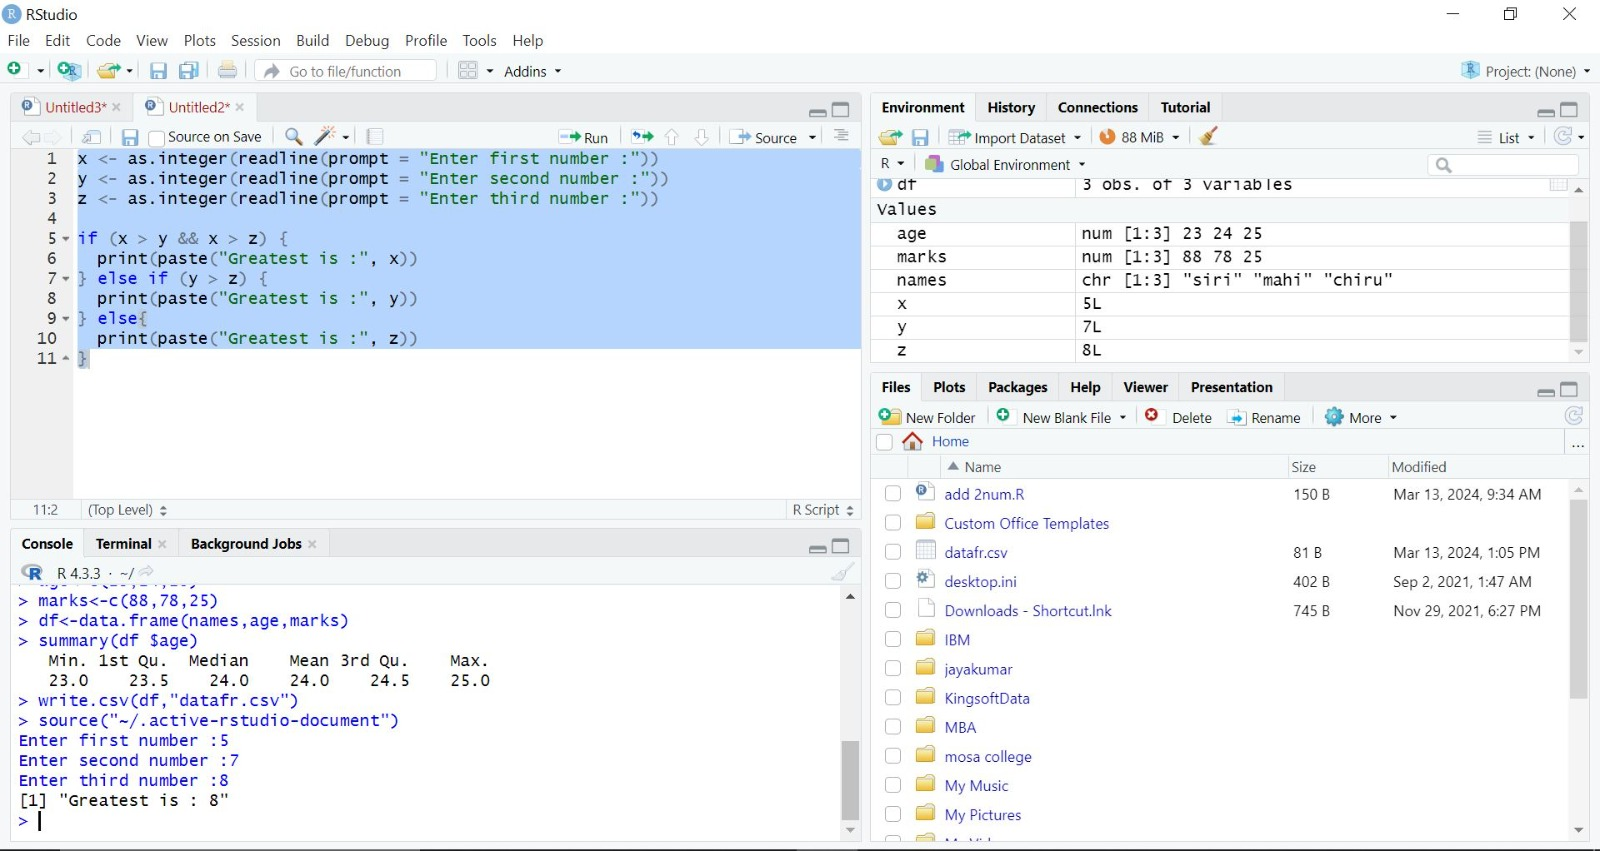 RStudio
File Edit Code View Plots Session Build Debug Profile Tools Help
Go to file/function Addins Project: (None)
Untitled3* Untitled2*
Source on Save Run Source
1 x <- as.integer(readline(prompt = "Enter first number :"))
2 y <- as.integer(readline(prompt = "Enter second number :"))
3 z <- as.integer(readline(prompt = "Enter third number :"))
4
5 if (x > y && x > z) {
6 print(paste("Greatest is :", x))
7 } else if (y > z) {
8 print(paste("Greatest is :", y))
9 } else{
10 print(paste("Greatest is :", z))
11 }
11:2 (Top Level) R Script
Console Terminal Background Jobs
R 4.3.3 · ~/
> marks<-c(88,78,25)
> df<-data.frame(names,age,marks)
> summary(df $age)
Min. 1st Qu. Median Mean 3rd Qu. Max.
23.0 23.5 24.0 24.0 24.5 25.0
> write.csv(df,"datafr.csv")
> source("~/.active-rstudio-document")
Enter first number :5
Enter second number :7
Enter third number :8
[1] "Greatest is : 8"
>
Environment History Connections Tutorial
Import Dataset 88 MiB List
R Global Environment
df 3 obs. of 3 variables
Values
age num [1:3] 23 24 25
marks num [1:3] 88 78 25
names chr [1:3] "siri" "mahi" "chiru"
x 5L
y 7L
z 8L
Files Plots Packages Help Viewer Presentation
New Folder New Blank File Delete Rename More
Home ...
Name Size Modified
add 2num.R 150 B Mar 13, 2024, 9:34 AM
Custom Office Templates
datafr.csv 81 B Mar 13, 2024, 1:05 PM
desktop.ini 402 B Sep 2, 2021, 1:47 AM
Downloads - Shortcut.lnk 745 B Nov 29, 2021, 6:27 PM
IBM
jayakumar
KingsoftData
MBA
mosa college
My Music
My Pictures